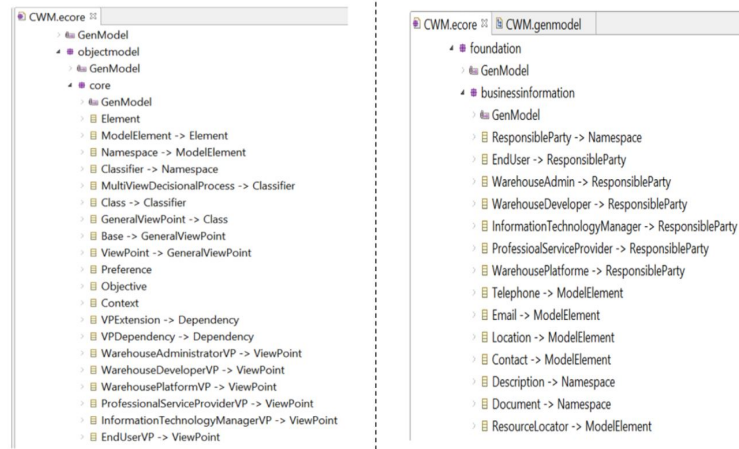 CWM.ecore
GenModel
objectmodel
GenModel
core
GenModel
Element
ModelElement -> Element
Namespace -> ModelElement
Classifier -> Namespace
MultiViewDecisionalProcess -> Classifier
Class -> Classifier
GeneralViewPoint -> Class
Base -> GeneralViewPoint
ViewPoint -> GeneralViewPoint
Preference
Objective
Context
VPExtension -> Dependency
VPDependency -> Dependency
WarehouseAdministratorVP -> ViewPoint
WarehouseDeveloperVP -> ViewPoint
WarehousePlatformVP -> ViewPoint
ProfessionalServiceProviderVP -> ViewPoint
InformationTechnologyManagerVP -> ViewPoint
EndUserVP -> ViewPoint
CWM.ecore CWM.genmodel
foundation
GenModel
businessinformation
GenModel
ResponsibleParty -> Namespace
EndUser -> ResponsibleParty
WarehouseAdmin -> ResponsibleParty
WarehouseDeveloper -> ResponsibleParty
InformationTechnologyManager -> ResponsibleParty
ProfessioalServiceProvider -> ResponsibleParty
WarehousePlatforme -> ResponsibleParty
Telephone -> ModelElement
Email -> ModelElement
Location -> ModelElement
Contact -> ModelElement
Description -> Namespace
Document -> Namespace
ResourceLocator -> ModelElement